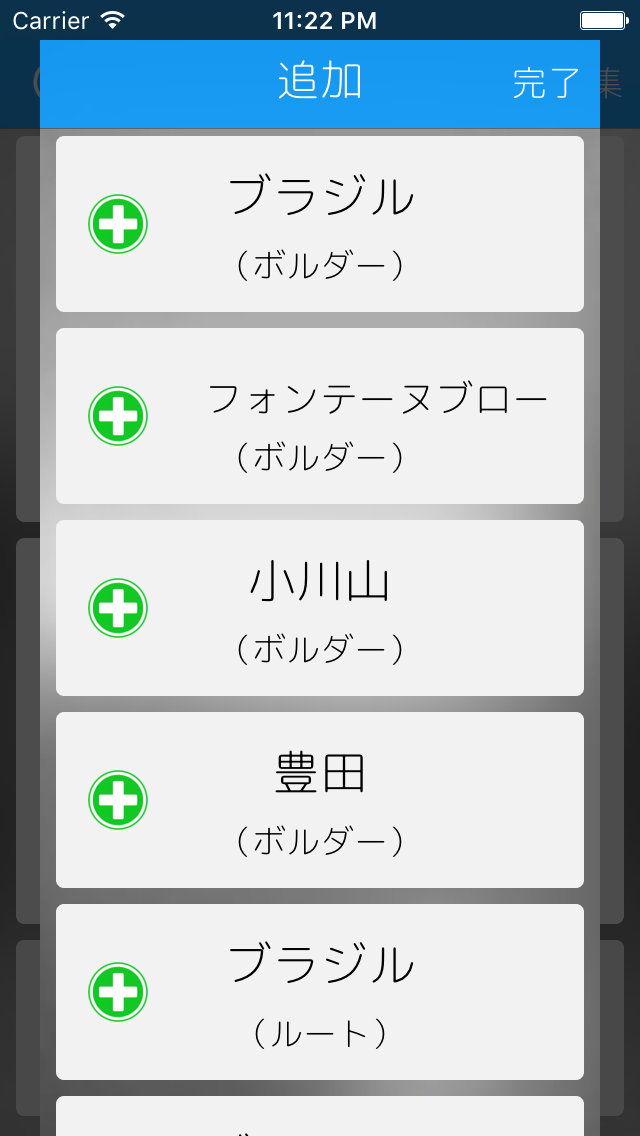 Carrier 11:22 PM
追加 完了 集
ブラジル
（ボルダー）
フォンテーヌブロー
（ボルダー）
小川山
（ボルダー）
豊田
（ボルダー）
ブラジル
（ルート）